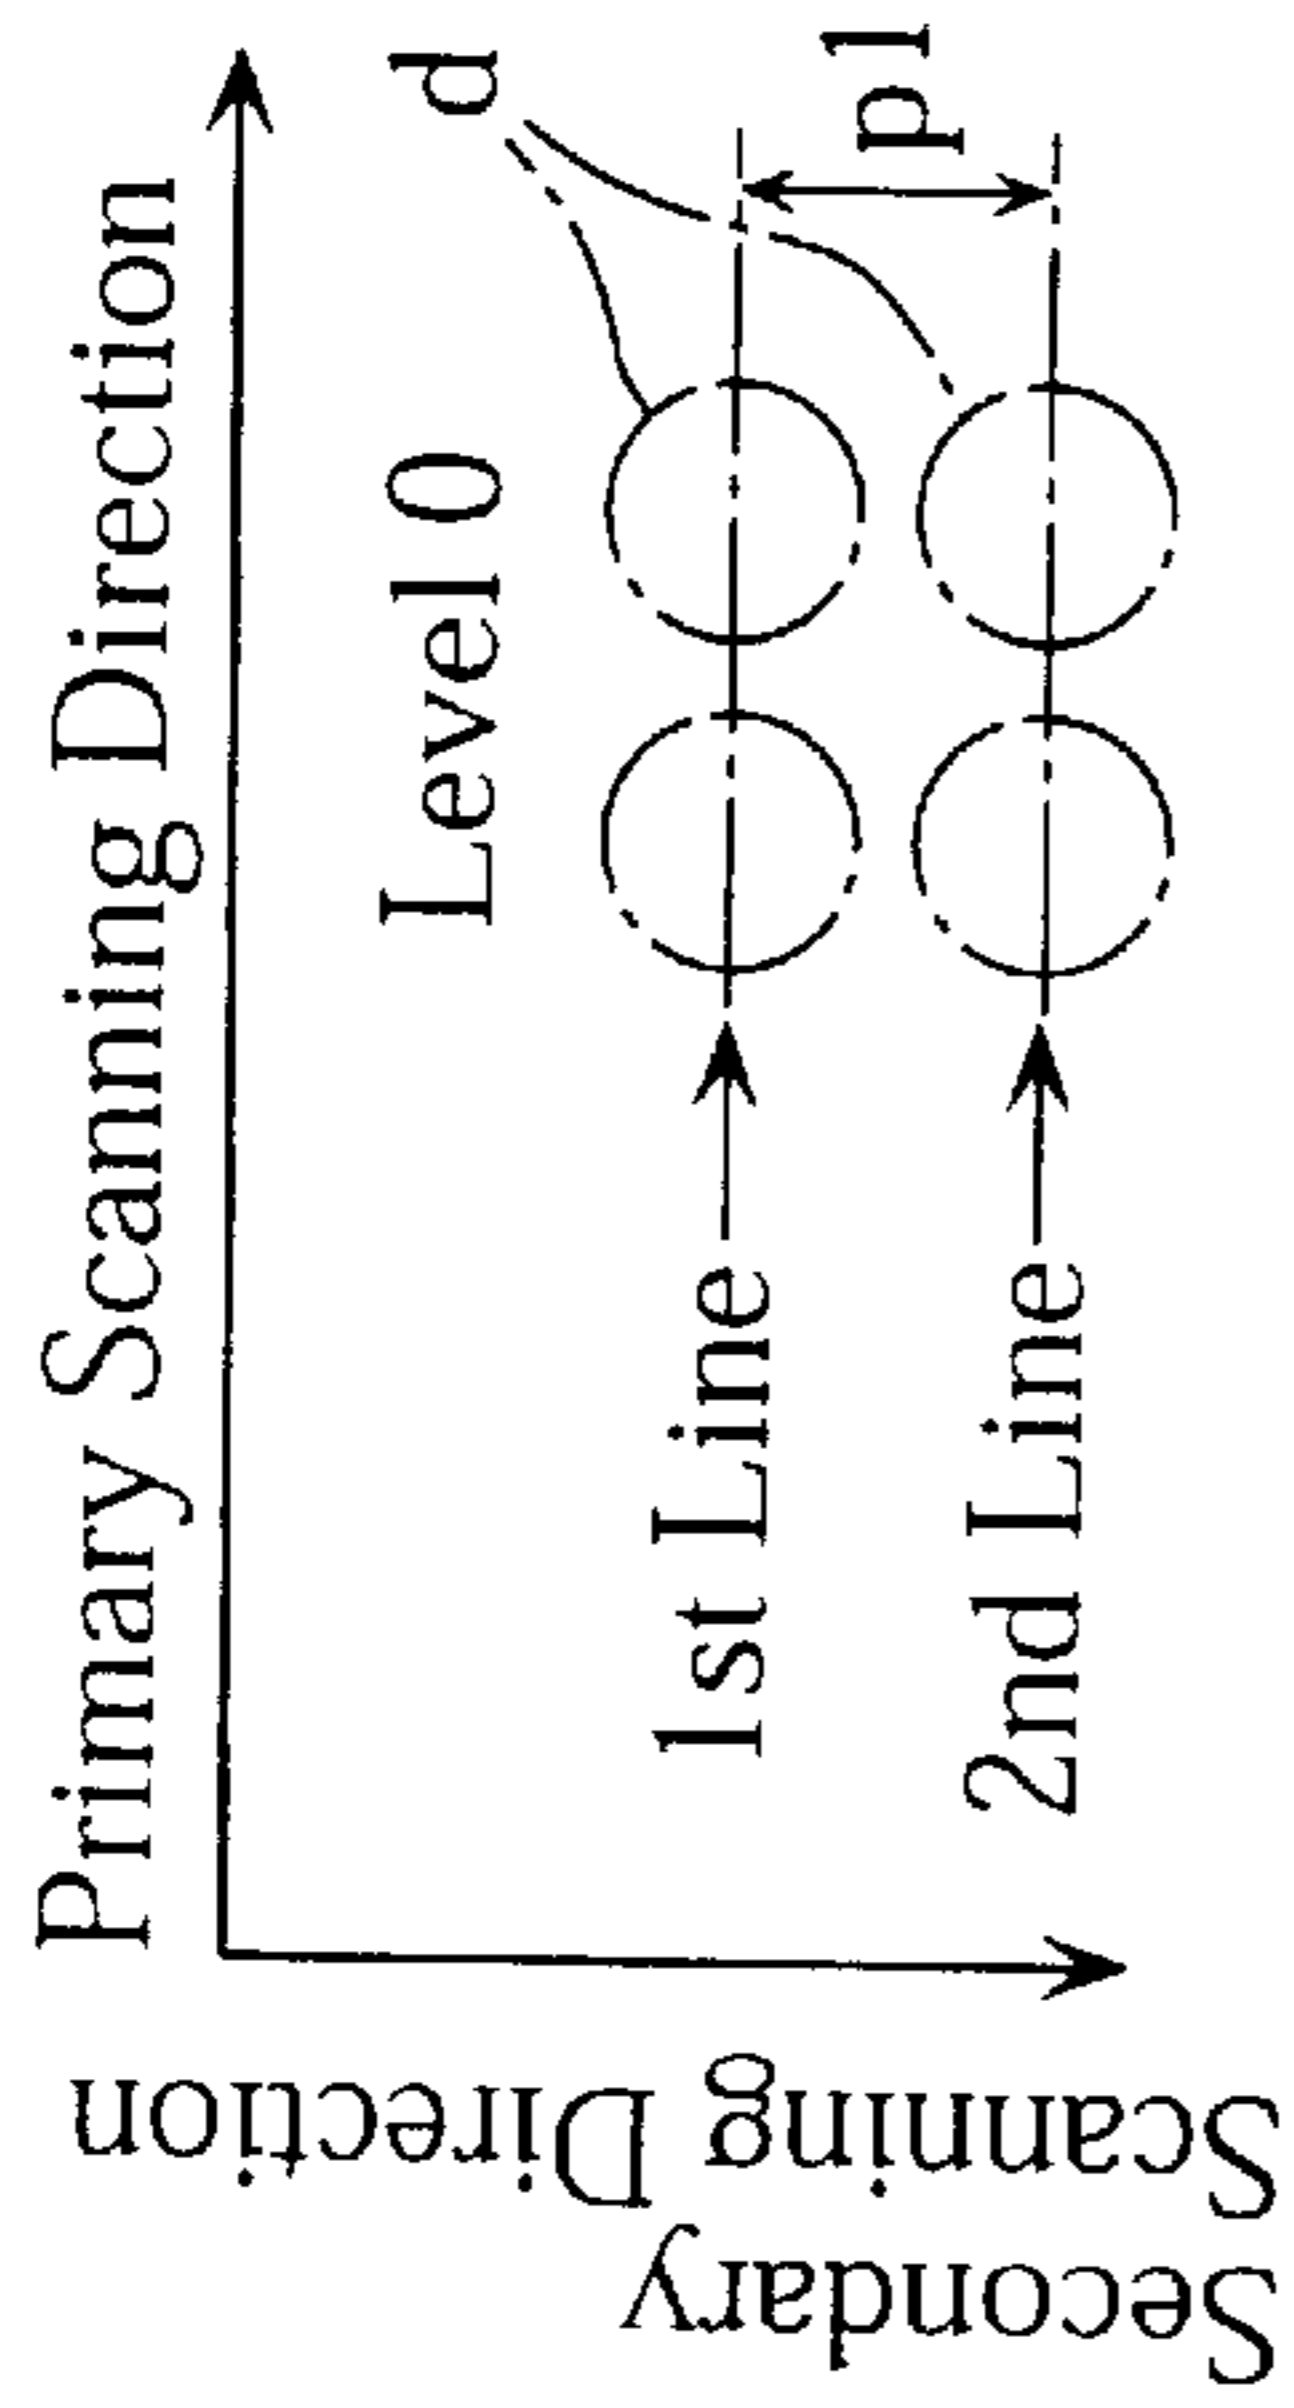 Primary Scanning Direction
Level 0
d
1st Line
2nd Line
p1
Secondary
Scanning Direction